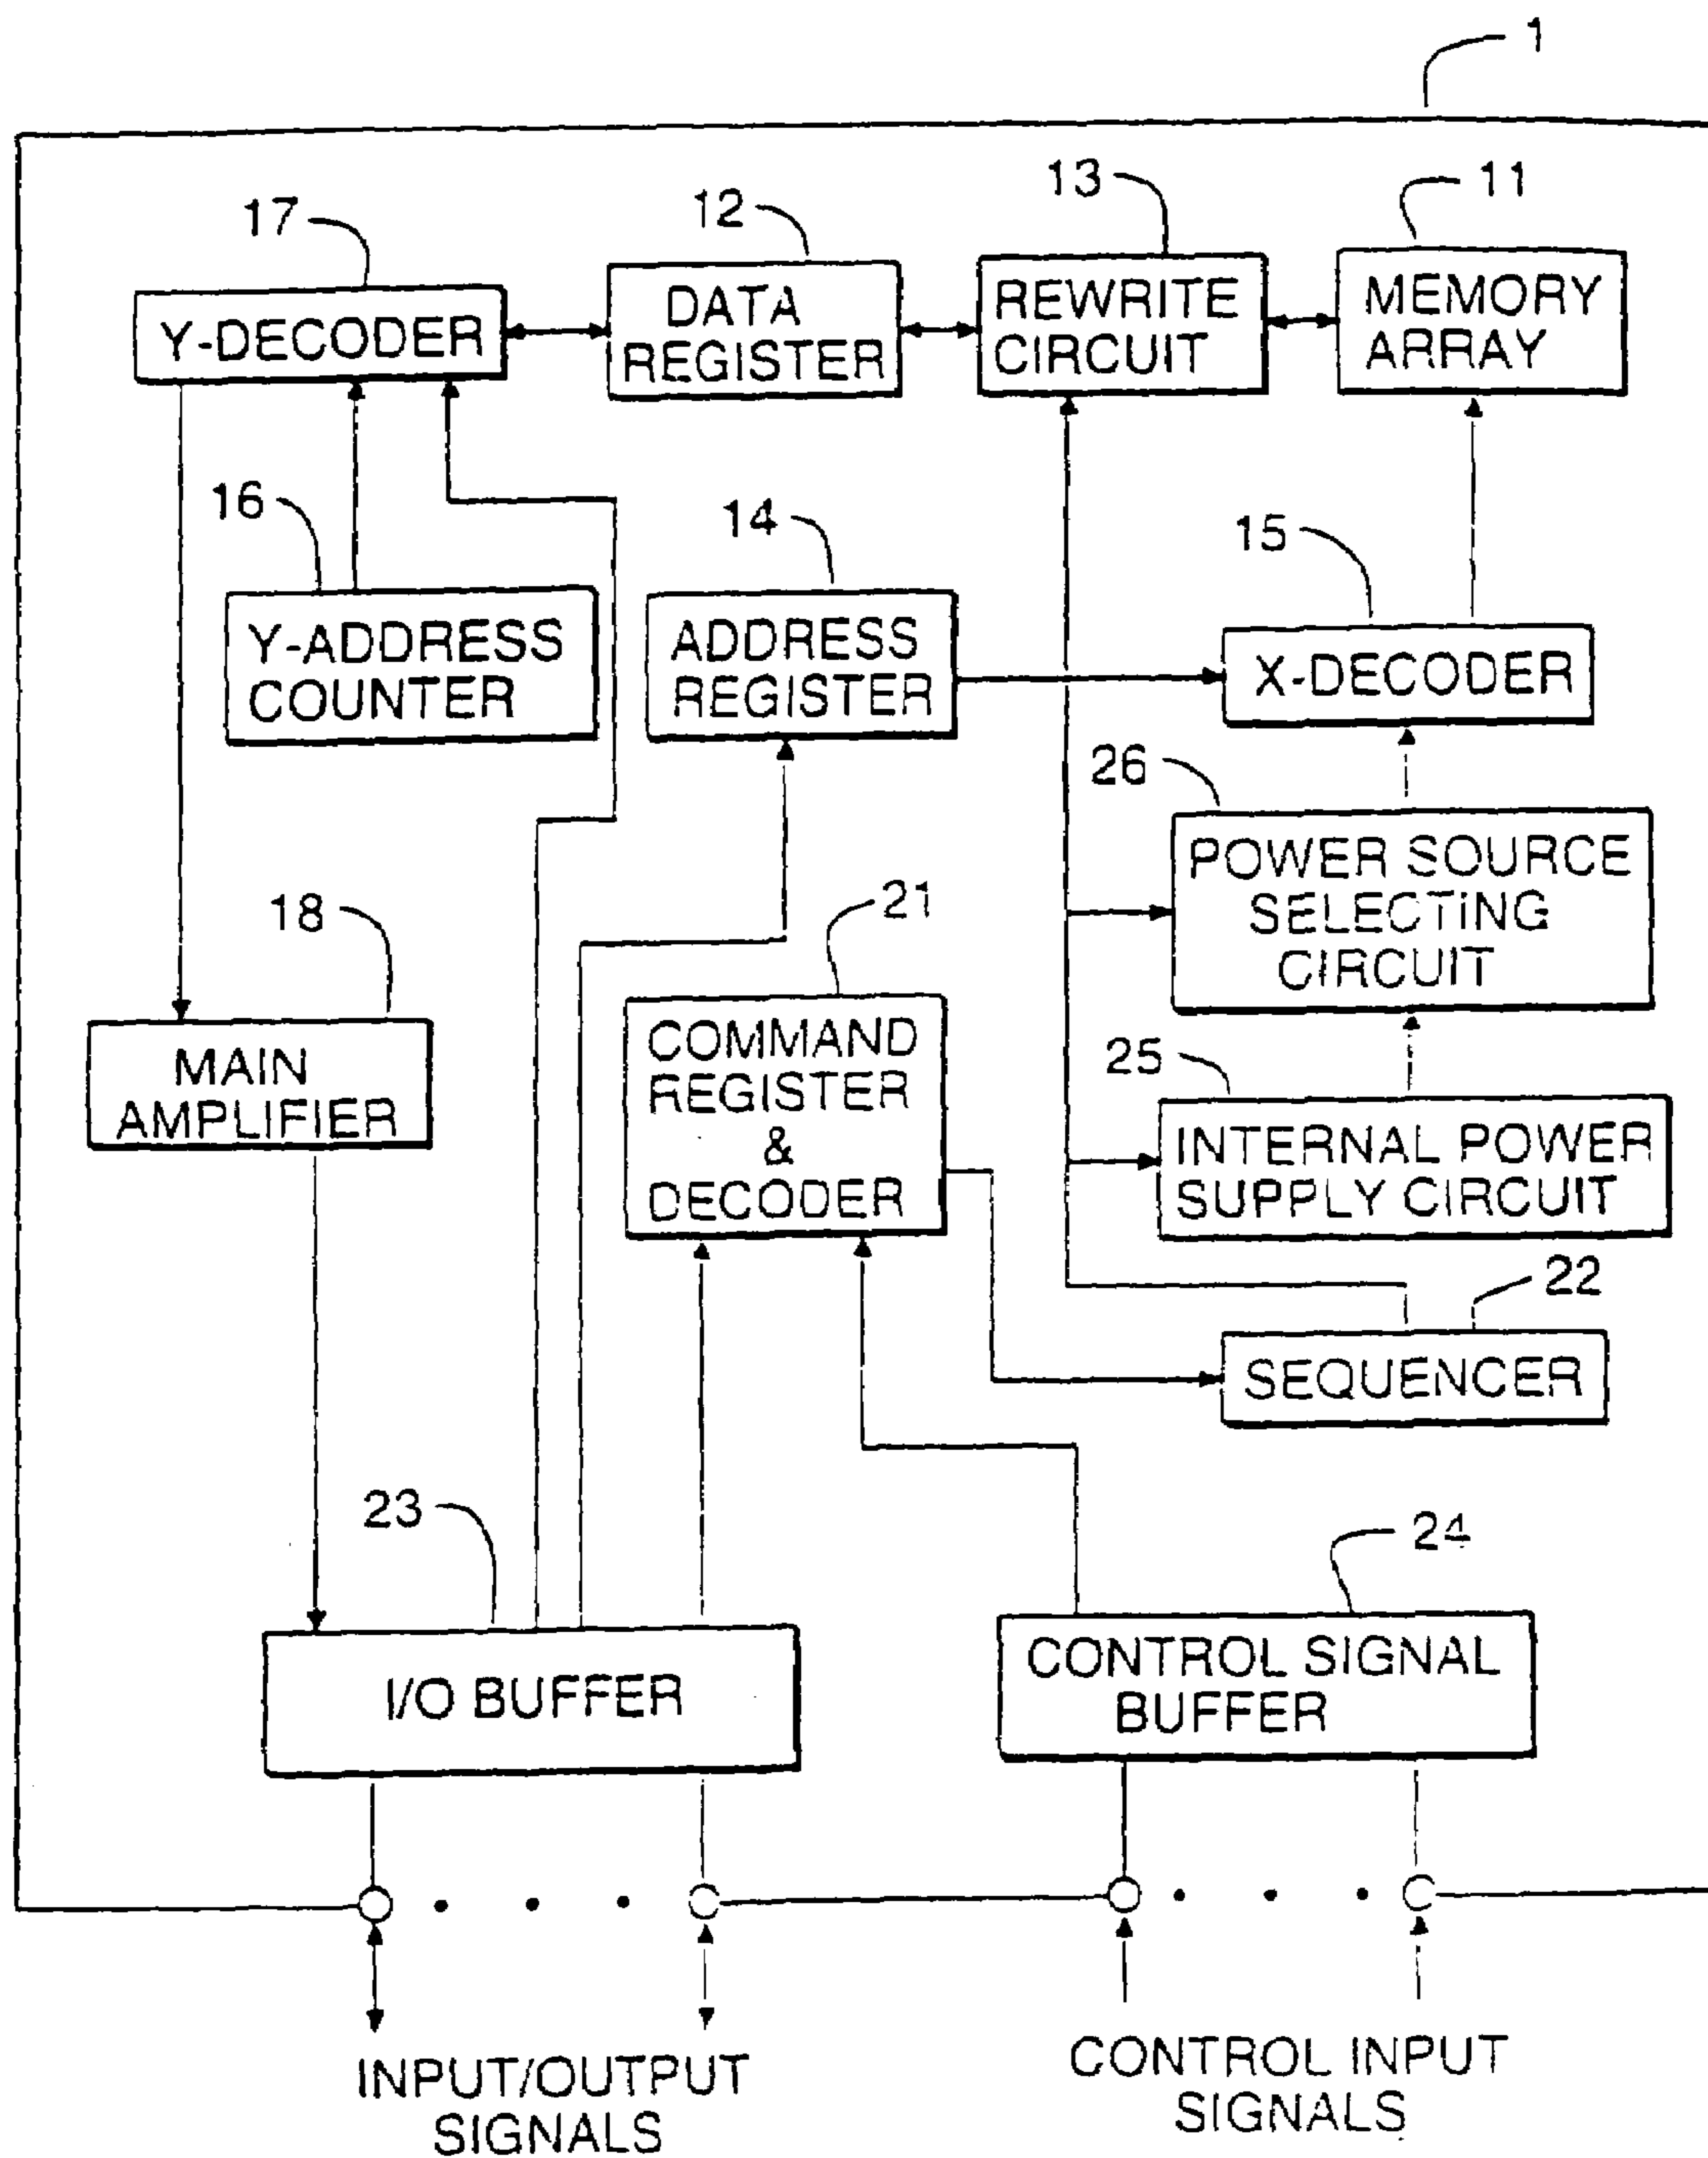 1
17
12
13
11
Y-DECODER
DATA
REGISTER
REWRITE
CIRCUIT
MEMORY
ARRAY
16
14
15
Y-ADDRESS
COUNTER
ADDRESS
REGISTER
X-DECODER
26
POWER SOURCE
SELECTING
CIRCUIT
18
21
MAIN
AMPLIFIER
COMMAND
REGISTER
&
DECODER
25
INTERNAL POWER
SUPPLY CIRCUIT
22
SEQUENCER
23
24
I/O BUFFER
CONTROL SIGNAL
BUFFER
INPUT/OUTPUT
SIGNALS
CONTROL INPUT
SIGNALS